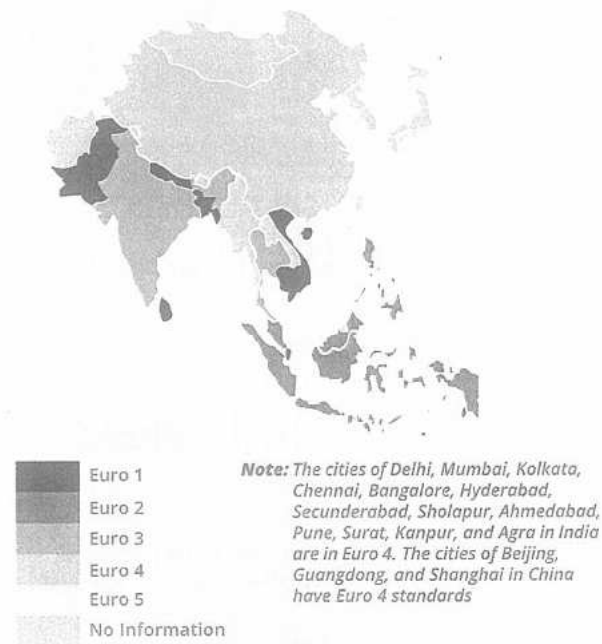 Euro 1
Euro 2
Euro 3
Euro 4
Euro 5
No Information
Note: The cities of Delhi, Mumbai, Kolkata,
Chennai, Bangalore, Hyderabad,
Secunderabad, Sholapur, Ahmedabad,
Pune, Surat, Kanpur, and Agra in India
are in Euro 4. The cities of Beijing,
Guangdong, and Shanghai in China
have Euro 4 standards